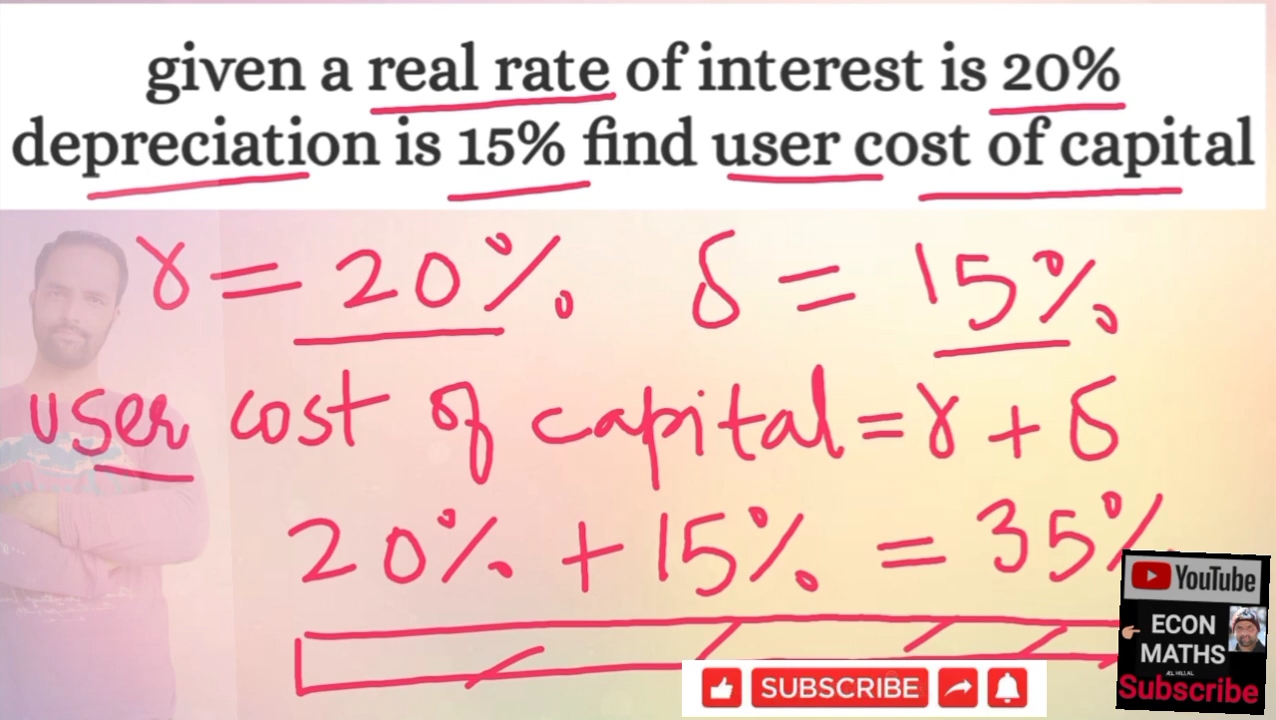 given a real rate of interest is 20%
depreciation is 15% find user cost of capital
r = 20% δ = 15%
user cost of capital = r + δ
20% + 15% = 35%
YouTube
ECON
MATHS
Subscribe
SUBSCRIBE